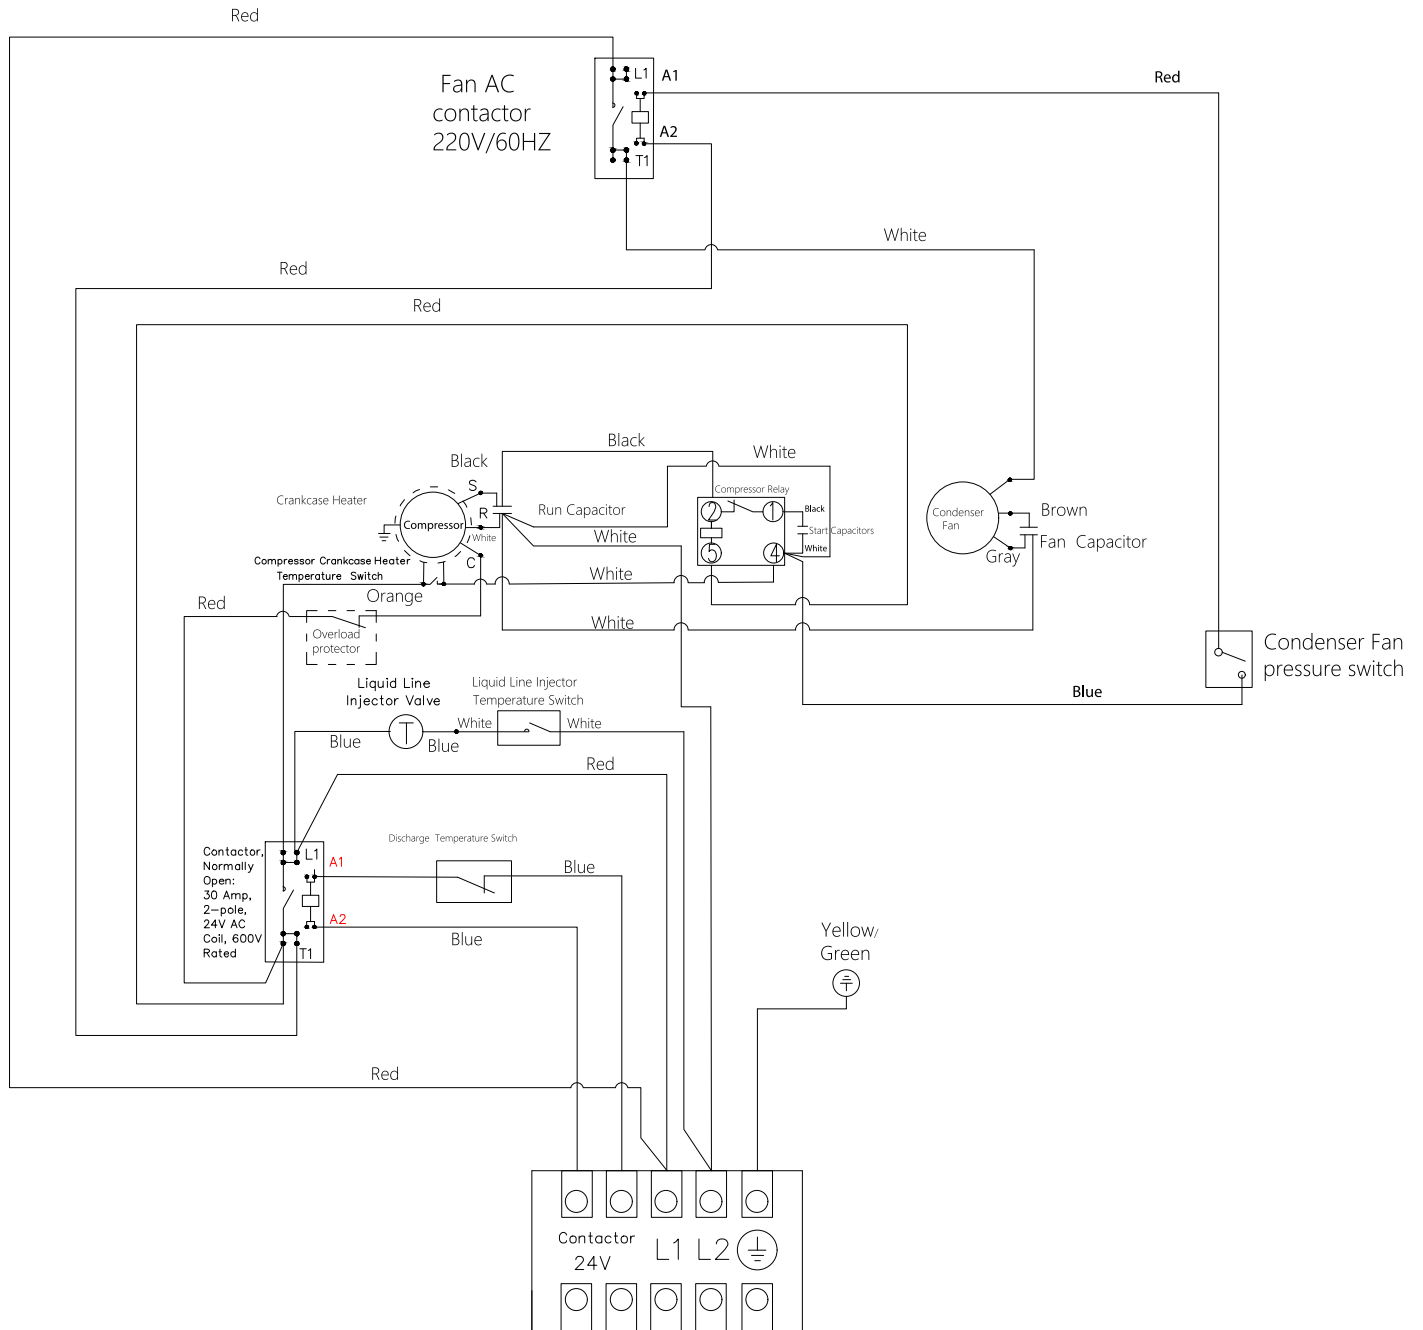 Red
Fan AC
contactor
220V/60HZ
L1
A1
A2
T1
Red
White
Red
Red
Black
White
Black
Compressor Relay
Crankcase Heater
S
R
Run Capacitor
2
1
Black
Compressor
White
White
Start Capacitors
White
5
4
Condenser
Fan
Brown
Fan Capacitor
Gray
C
Compressor Crankcase Heater
Temperature Switch
White
Orange
Red
White
Overload
protector
Condenser Fan
pressure switch
Blue
Liquid Line
Injector Valve
Liquid Line Injector
Temperature Switch
T
White
White
Blue
Blue
Red
Discharge Temperature Switch
Contactor,
Normally
Open:
30 Amp,
2-pole,
24V AC
Coil, 600V
Rated
L1
A1
A2
T1
Blue
Blue
Yellow/
Green
Red
Contactor
24V
L1
L2